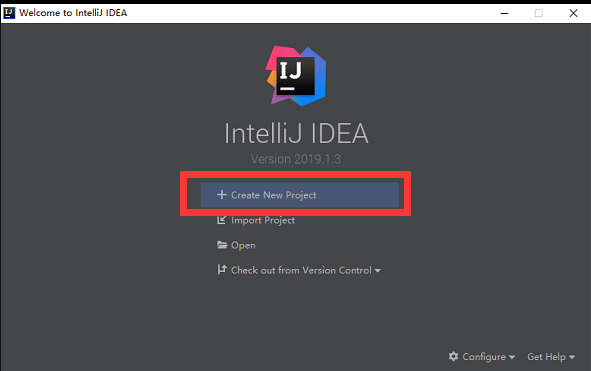 Welcome to IntelliJ IDEA
IJ
IntelliJ IDEA
Version 2019.1.3
Create New Project
Import Project
Open
Check out from Version Control
Configure Get Help